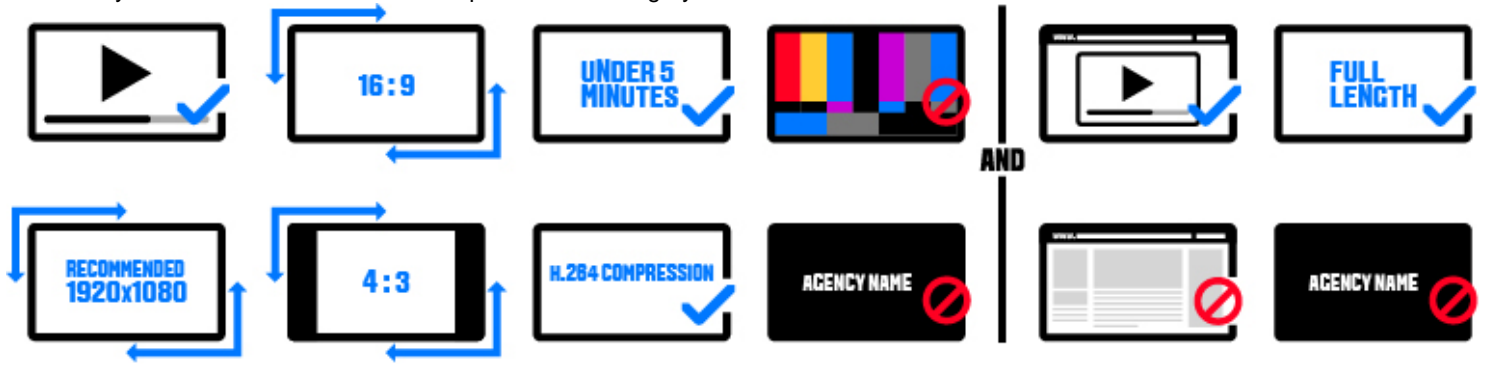 16:9
UNDER 5
MINUTES
AND
FULL
LENGTH
RECOMMENDED
1920x1080
4:3
H.264 COMPRESSION
AGENCY NAME
AGENCY NAME